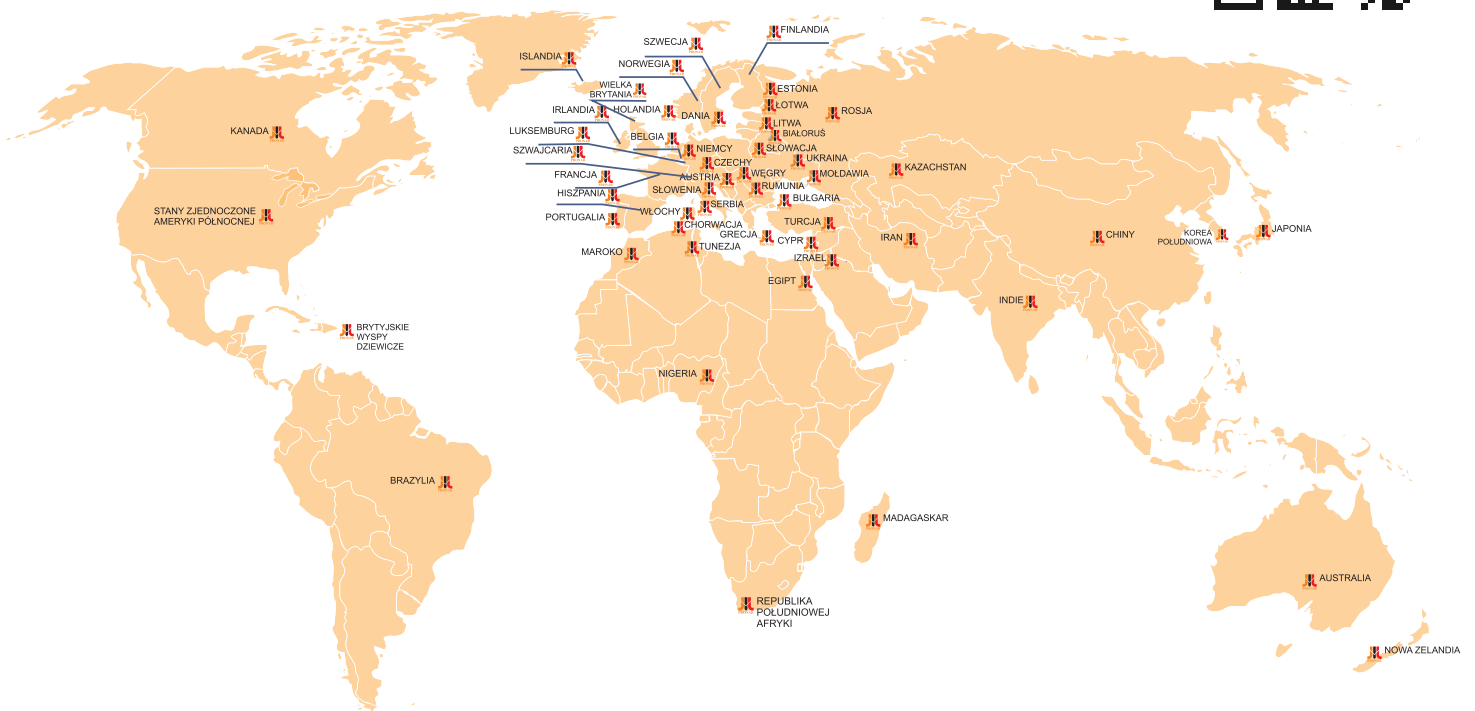 FINLANDIA
SZWECJA
ISLANDIA
NORWEGIA
WIELKA
BRYTANIA
ESTONIA
ŁOTWA
IRLANDIA
HOLANDIA
ROSJA
DANIA
LITWA
KANADA
LUKSEMBURG
BIAŁORUŚ
BELGIA
SZWAJCARIA
NIEMCY
SŁOWACJA
UKRAINA
CZECHY
KAZACHSTAN
FRANCJA
AUSTRIA
WĘGRY
MOŁDAWIA
HISZPANIA
SŁOWENIA
RUMUNIA
BUŁGARIA
SERBIA
STANY ZJEDNOCZONE
AMERYKI PÓŁNOCNEJ
PORTUGALIA
WŁOCHY
CHORWACJA
TURCJA
GRECJA
CYPR
IRAN
CHINY
KOREA
POŁUDNIOWA
JAPONIA
MAROKO
TUNEZJA
IZRAEL
EGIPT
INDIE
BRYTYJSKIE
WYSPY
DZIEWICZE
NIGERIA
BRAZYLIA
MADAGASKAR
AUSTRALIA
REPUBLIKA
POŁUDNIOWEJ
AFRYKI
NOWA ZELANDIA